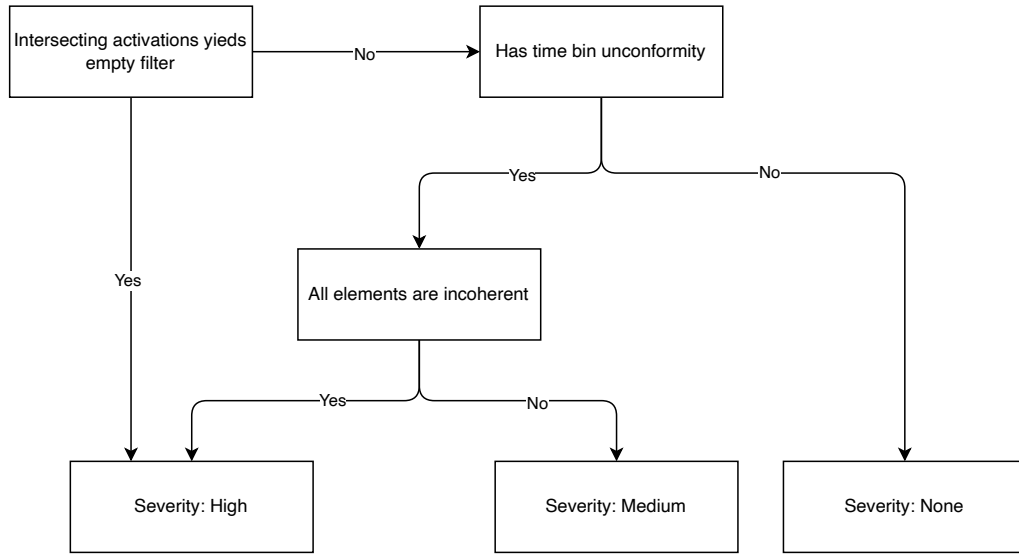 Intersecting activations yieds
empty filter
No
Has time bin unconformity
Yes
No
Yes
All elements are incoherent
Yes
No
Severity: High
Severity: Medium
Severity: None